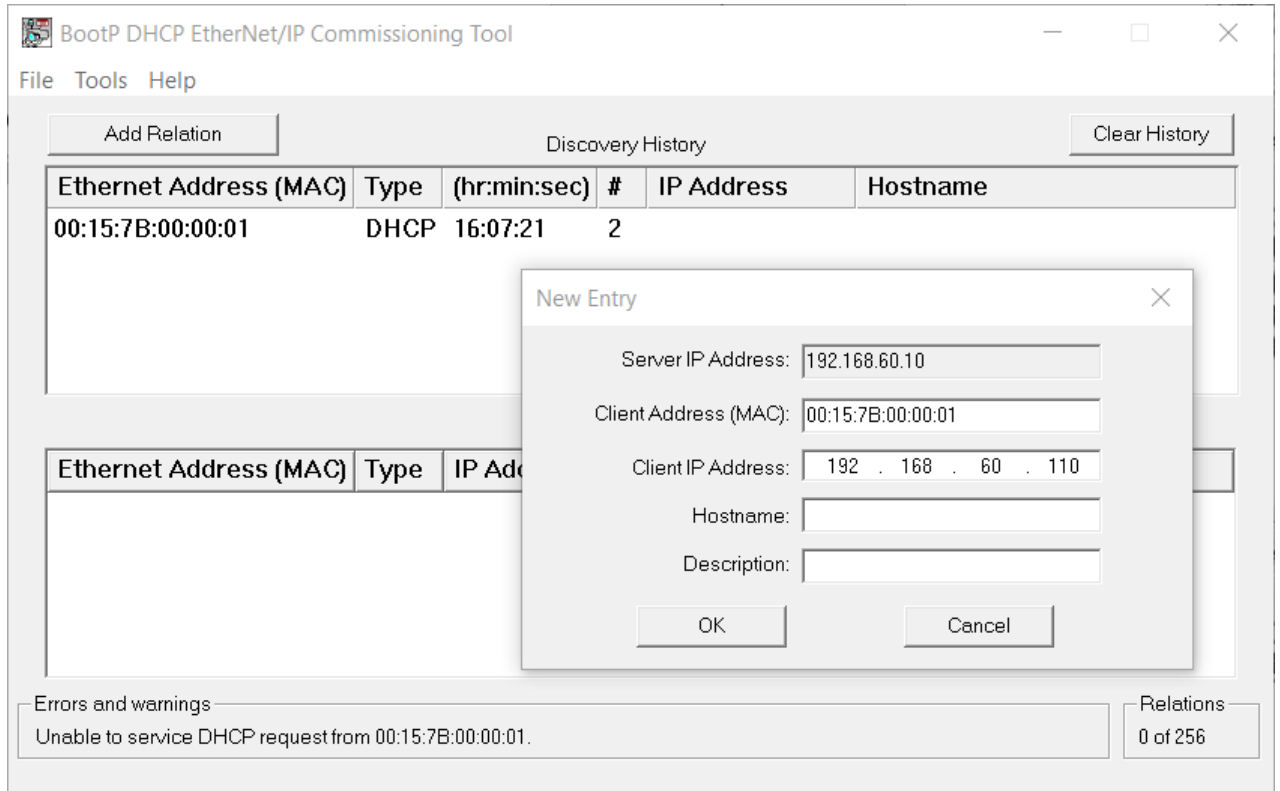 BootP DHCP EtherNet/IP Commissioning Tool
File Tools Help
Add Relation
Discovery History
Clear History
Ethernet Address (MAC) Type (hr:min:sec) # IP Address Hostname
00:15:7B:00:00:01 DHCP 16:07:21 2
New Entry
Server IP Address: 192.168.60.10
Client Address (MAC): 00:15:7B:00:00:01
Client IP Address: 192 . 168 . 60 . 110
Hostname:
Description:
OK Cancel
Ethernet Address (MAC) Type IP
Errors and warnings
Unable to service DHCP request from 00:15:7B:00:00:01.
Relations
0 of 256